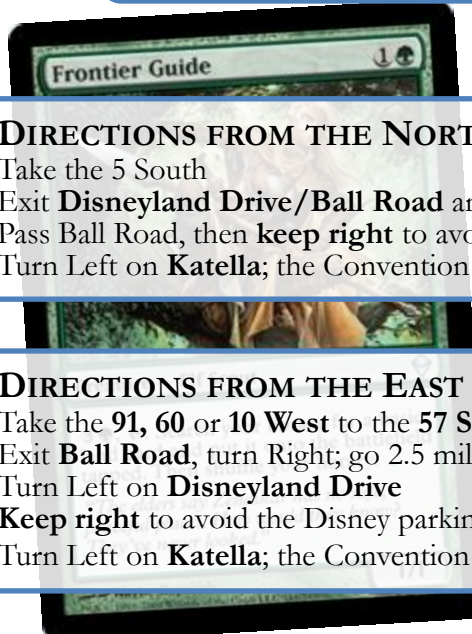 Frontier Guide 1
DIRECTIONS FROM THE NORT
Take the 5 South
Exit Disneyland Drive/Ball Road an
Pass Ball Road, then keep right to avo
Turn Left on Katella; the Convention
DIRECTIONS FROM THE EAST
Take the 91, 60 or 10 West to the 57 S
Exit Ball Road, turn Right; go 2.5 mil
Turn Left on Disneyland Drive
Keep right to avoid the Disney parkin
Turn Left on Katella; the Convention
1/1